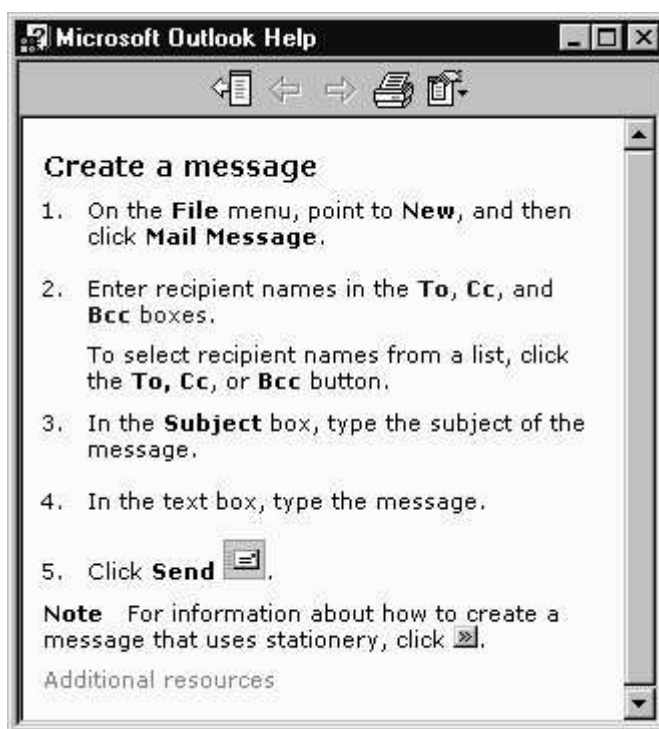 Microsoft Outlook Help
Create a message
1. On the File menu, point to New, and then
click Mail Message.
2. Enter recipient names in the To, Cc, and
Bcc boxes.
To select recipient names from a list, click
the To, Cc, or Bcc button.
3. In the Subject box, type the subject of the
message.
4. In the text box, type the message.
5. Click Send .
Note For information about how to create a
message that uses stationery, click .
Additional resources